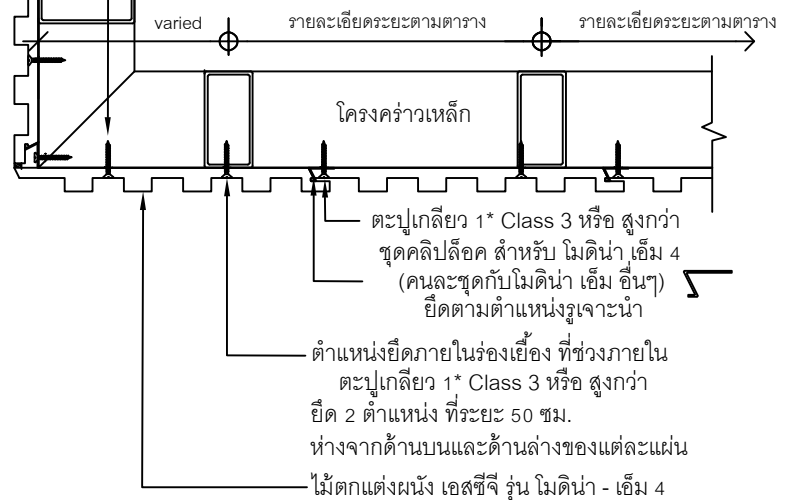 varied
รายละเอียดระยะตามตาราง
รายละเอียดระยะตามตาราง
โครงคร่าวเหล็ก
ตะปูเกลียว 1* Class 3 หรือ สูงกว่า
ชุดคลิปล็อค สำหรับ โมดิน่า เอ็ม 4
(คนละชุดกับโมดิน่า เอ็ม อื่นๆ)
ยึดตามตำแหน่งรูเจาะนำ
ตำแหน่งยึดภายในร่องเยื้อง ที่ช่วงภายใน
ตะปูเกลียว 1* Class 3 หรือ สูงกว่า
ยึด 2 ตำแหน่ง ที่ระยะ 50 ซม.
ห่างจากด้านบนและด้านล่างของแต่ละแผ่น
ไม้ตกแต่งผนัง เอสซีจี รุ่น โมดิน่า - เอ็ม 4